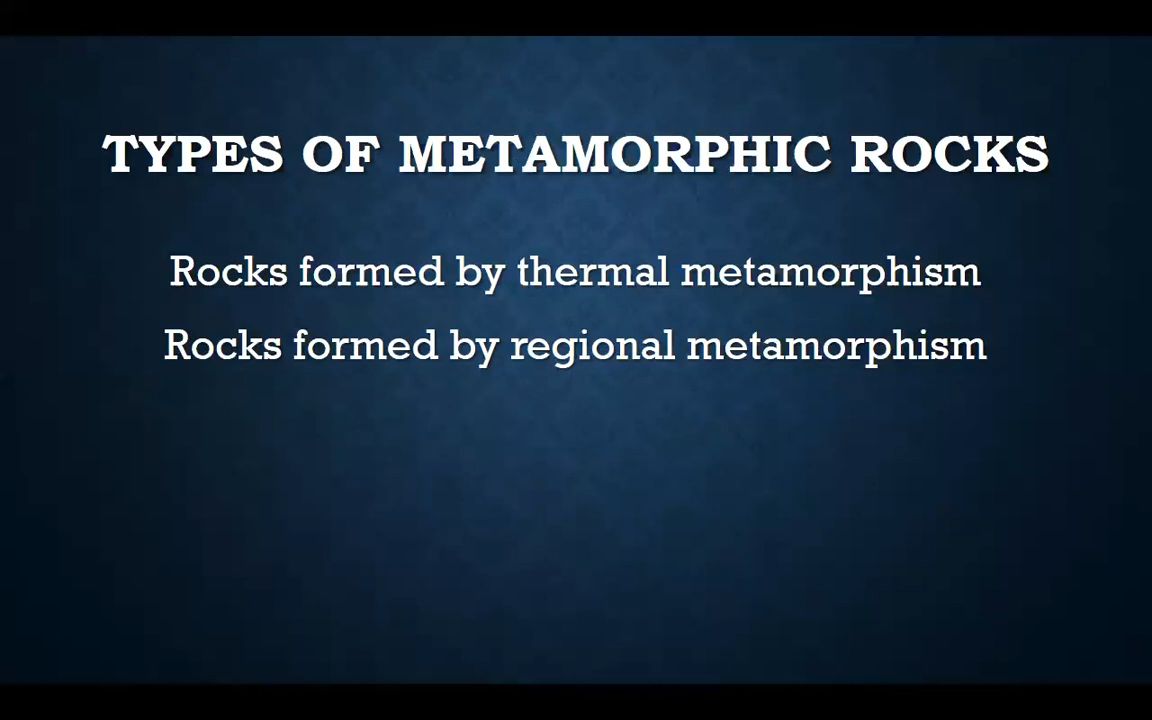 TYPES OF METAMORPHIC ROCKS
Rocks formed by thermal metamorphism
Rocks formed by regional metamorphism